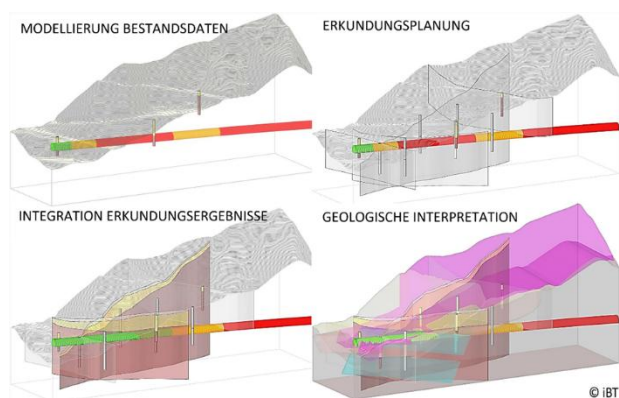 MODELLIERUNG BESTANDSDATEN
ERKUNDUNGSPLANUNG
INTEGRATION ERKUNDUNGSERGEBNISSE
GEOLOGISCHE INTERPRETATION
© iBT